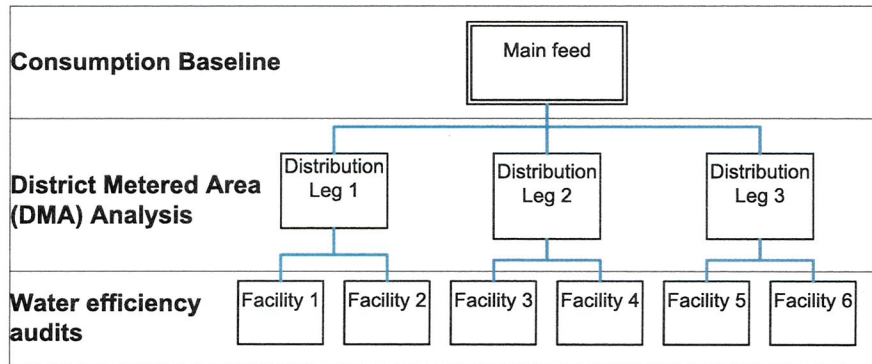 Consumption Baseline
Main feed
District Metered Area
(DMA) Analysis
Distribution
Leg 1
Distribution
Leg 2
Distribution
Leg 3
Water efficiency
audits
Facility 1
Facility 2
Facility 3
Facility 4
Facility 5
Facility 6